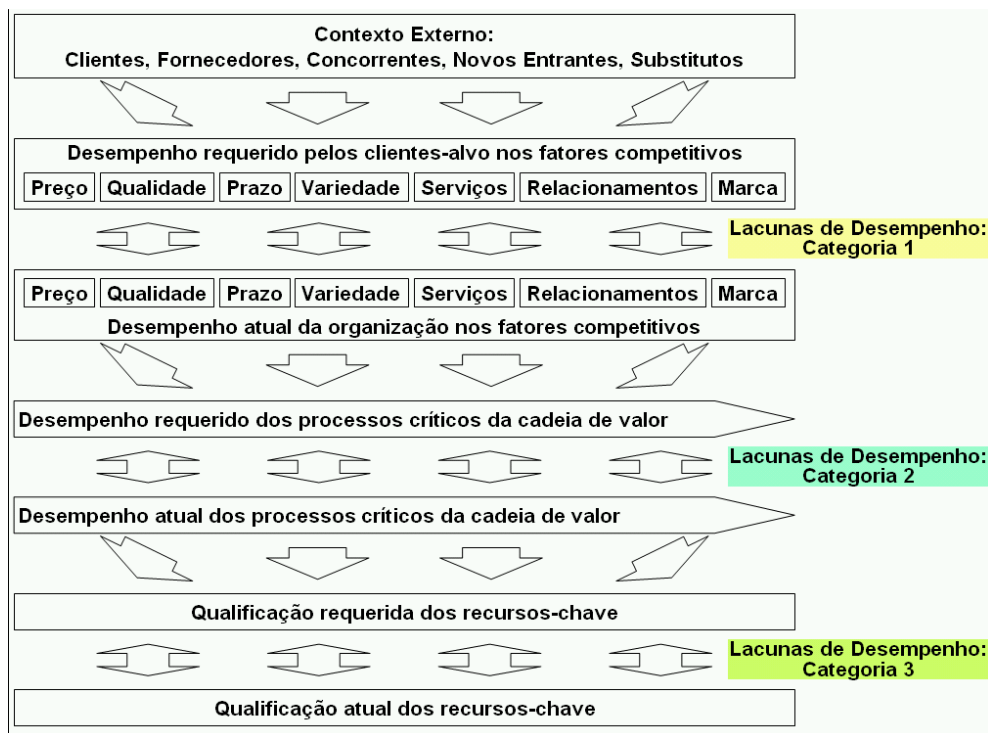 Contexto Externo:
Clientes, Fornecedores, Concorrentes, Novos Entrantes, Substitutos
Desempenho requerido pelos clientes-alvo nos fatores competitivos
Preço Qualidade Prazo Variedade Serviços Relacionamentos Marca
Lacunas de Desempenho:
Categoria 1
Preço Qualidade Prazo Variedade Serviços Relacionamentos Marca
Desempenho atual da organização nos fatores competitivos
Desempenho requerido dos processos críticos da cadeia de valor
Lacunas de Desempenho:
Categoria 2
Desempenho atual dos processos críticos da cadeia de valor
Qualificação requerida dos recursos-chave
Lacunas de Desempenho:
Categoria 3
Qualificação atual dos recursos-chave